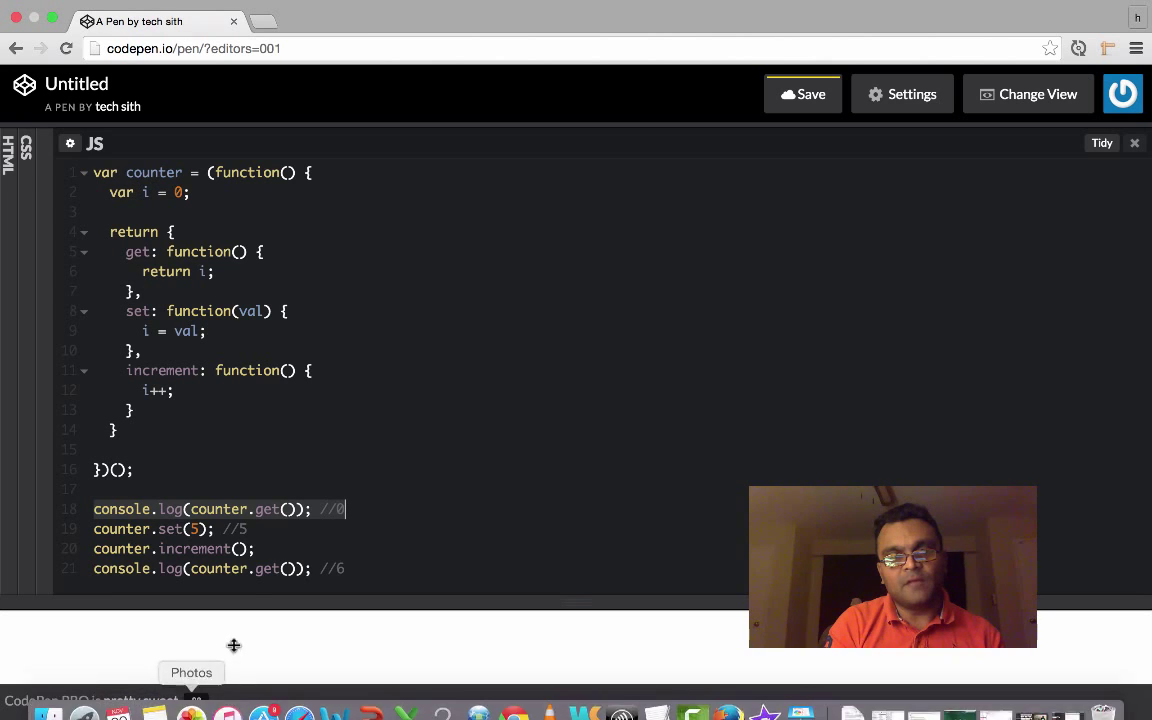 A Pen by tech sith
h
codepen.io/pen/?editors=001
Untitled
A PEN BY tech sith
Save
Settings
Change View
HTML
CSS
JS
Tidy
1 var counter = (function() {
2 var i = 0;
3
4 return {
5 get: function() {
6 return i;
7 },
8 set: function(val) {
9 i = val;
10 },
11 increment: function() {
12 i++;
13 }
14 }
15
16 })();
17
18 console.log(counter.get()); //0
19 counter.set(5); //5
20 counter.increment();
21 console.log(counter.get()); //6
Photos
CodePen PRO is pretty sweet
NOV